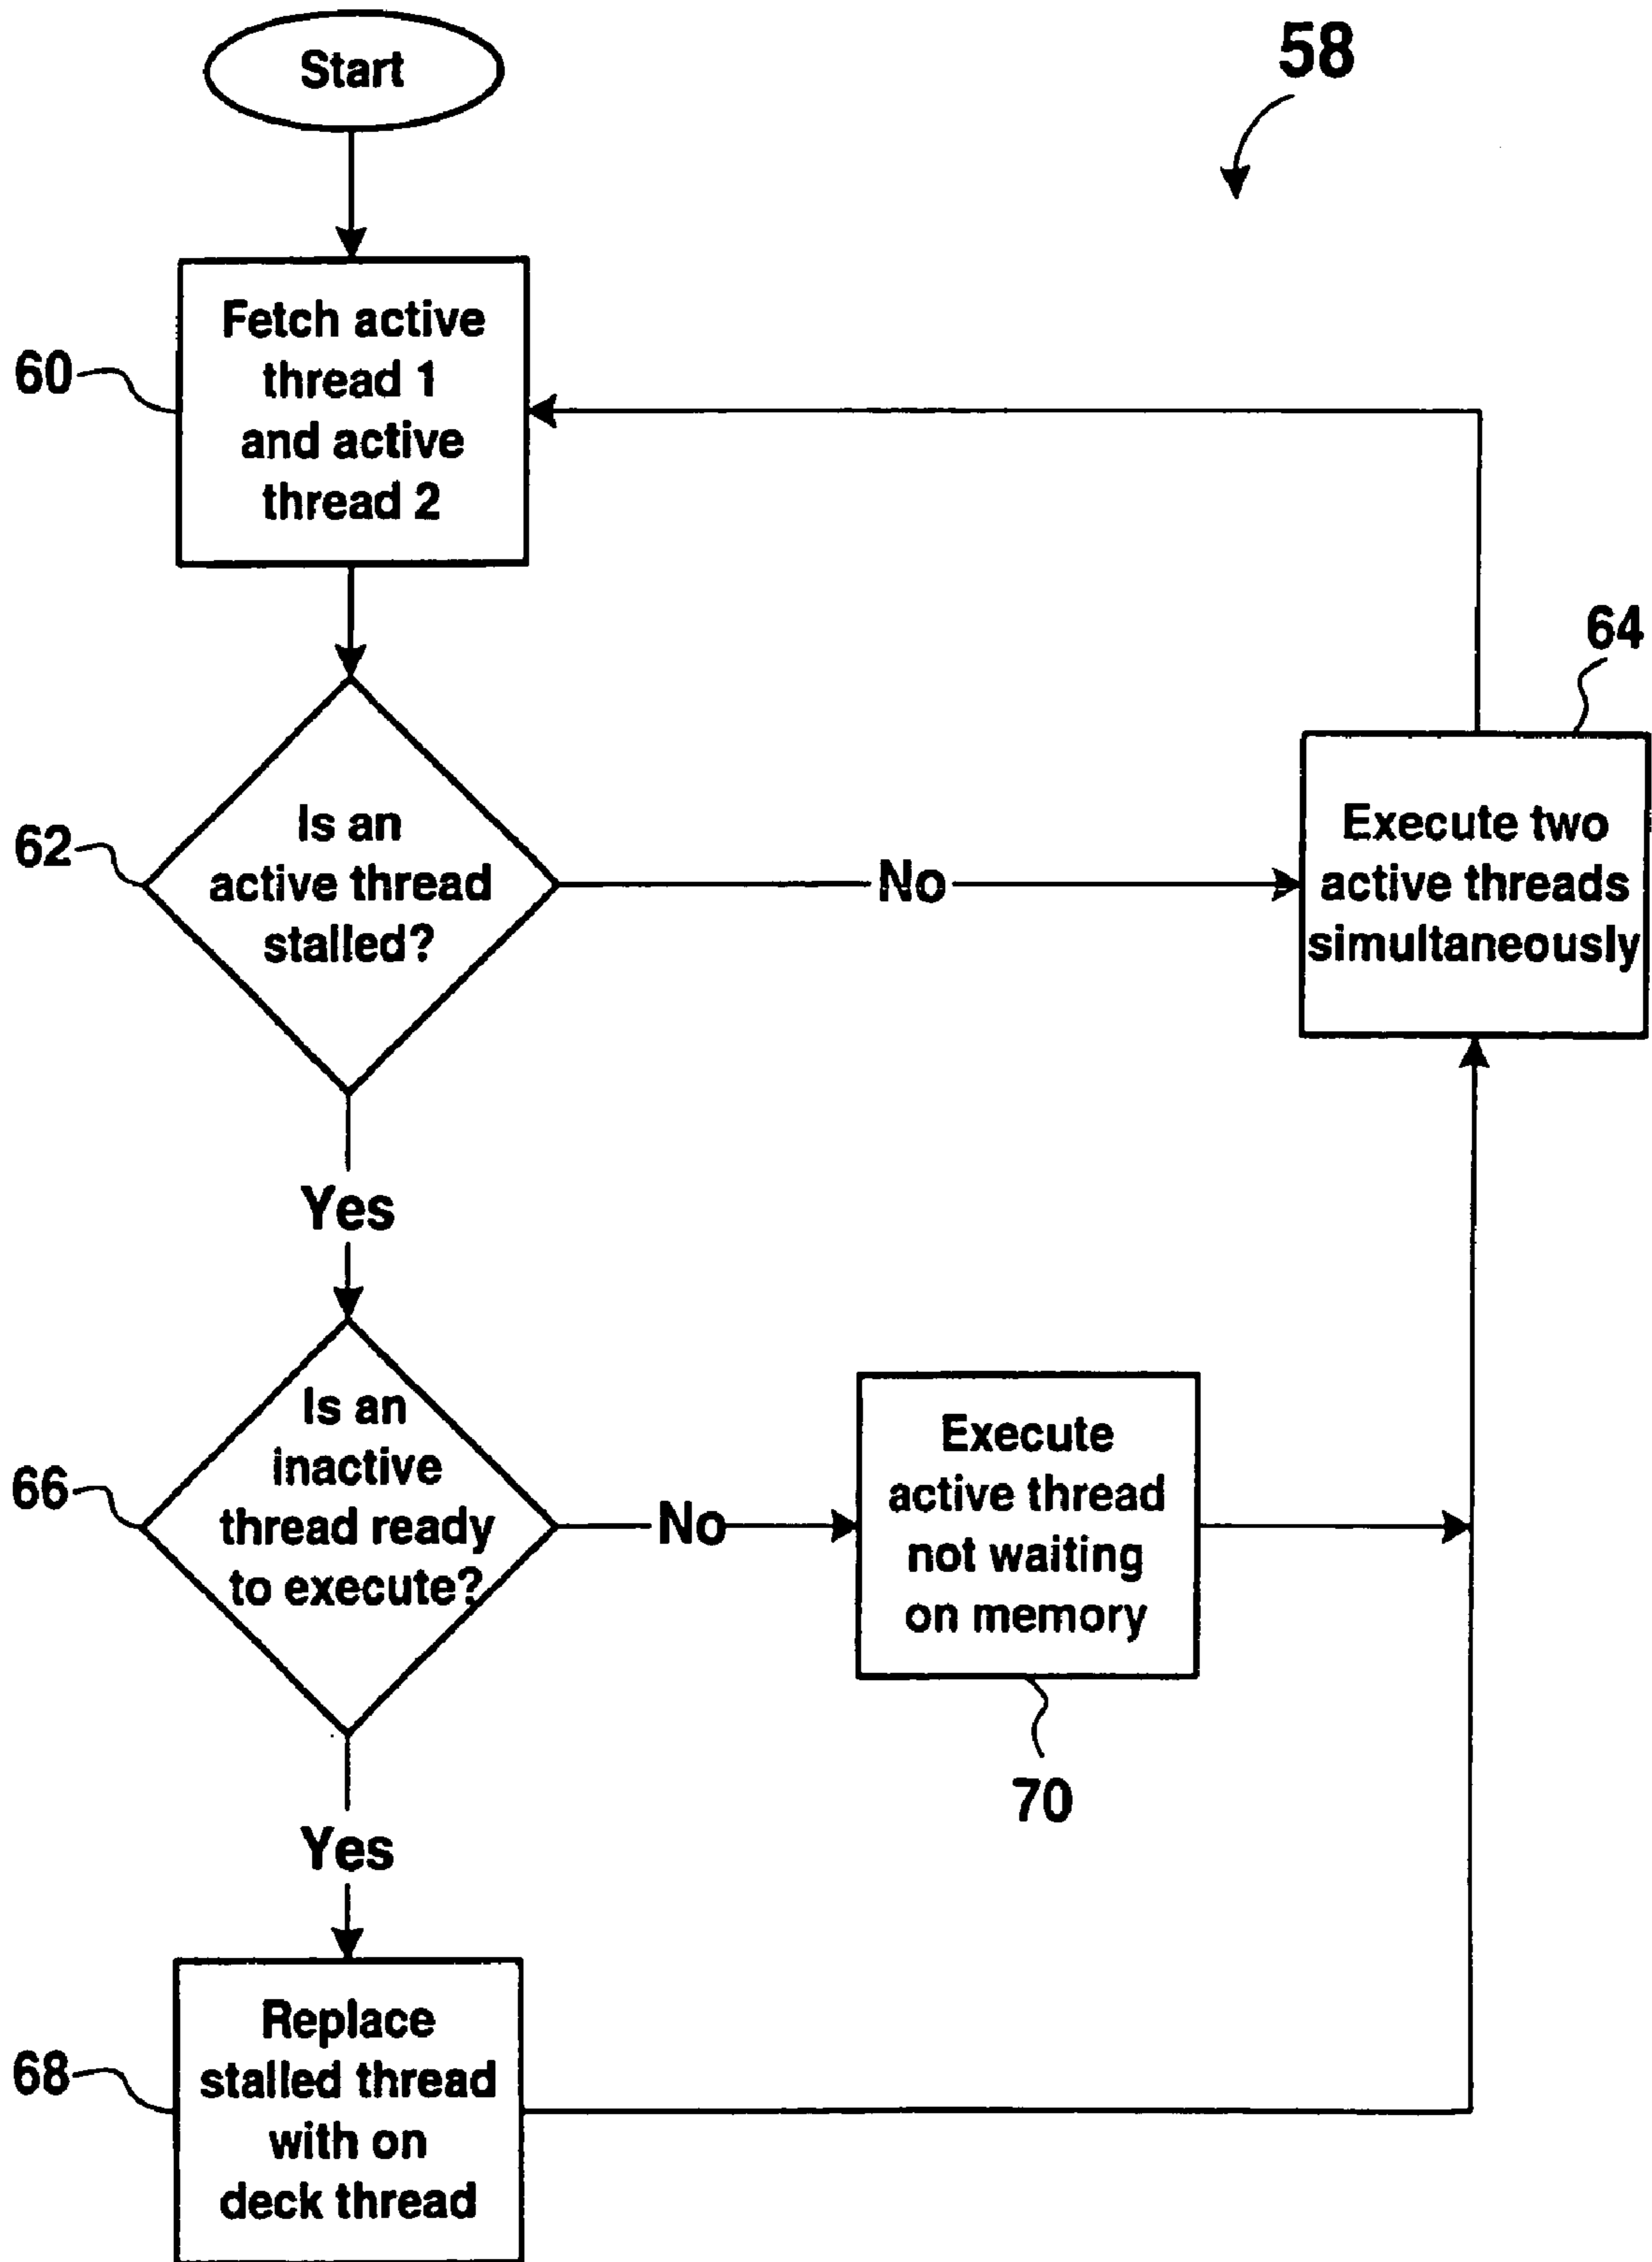 58
Start
Fetch active
thread 1
and active
thread 2
60
64
Is an
active thread
stalled?
62
No
Execute two
active threads
simultaneously
Yes
Is an
inactive
thread ready
to execute?
66
No
Execute
active thread
not waiting
on memory
70
Yes
Replace
stalled thread
with on
deck thread
68